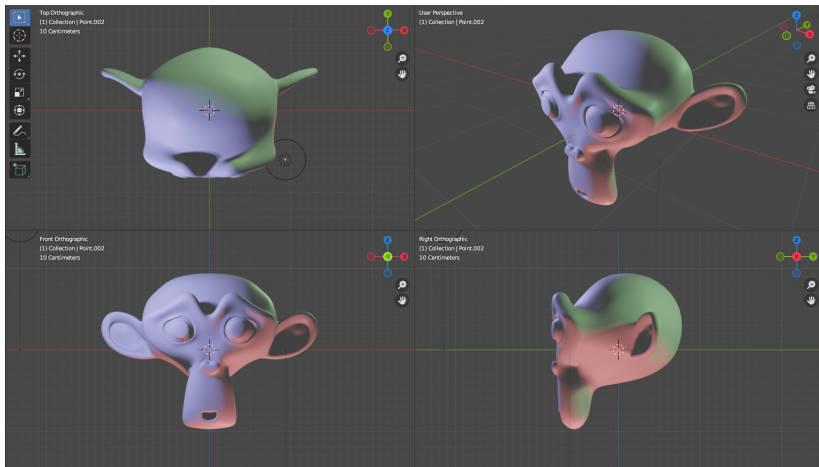 Top Orthographic
(1) Collection | Point.002
10 Centimeters
User Perspective
(1) Collection | Point.002
Front Orthographic
(1) Collection | Point.002
10 Centimeters
Right Orthographic
(1) Collection | Point.002
10 Centimeters